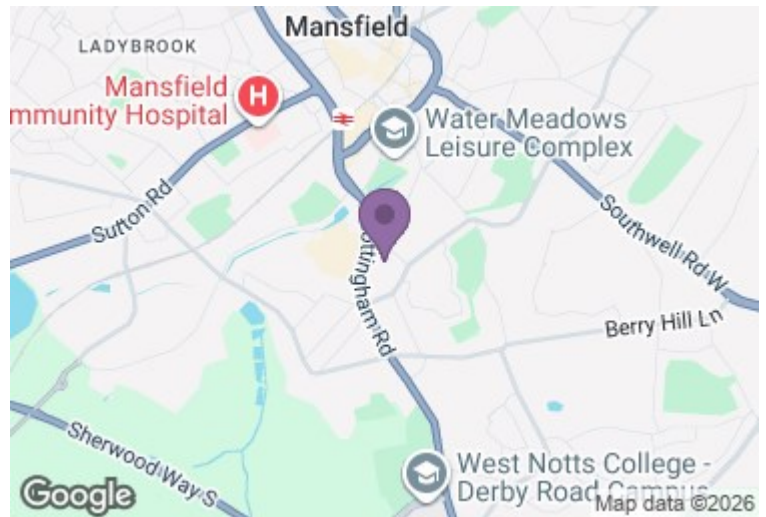 LADYBROOK
Mansfield
Mansfield
mmunity Hospital
H
Water Meadows
Leisure Complex
Sutton Rd
Southwell Rd W
ottingham Rd
Berry Hill Ln
Sherwood Way S
West Notts College -
Derby Road Campus
Google
Map data ©2026